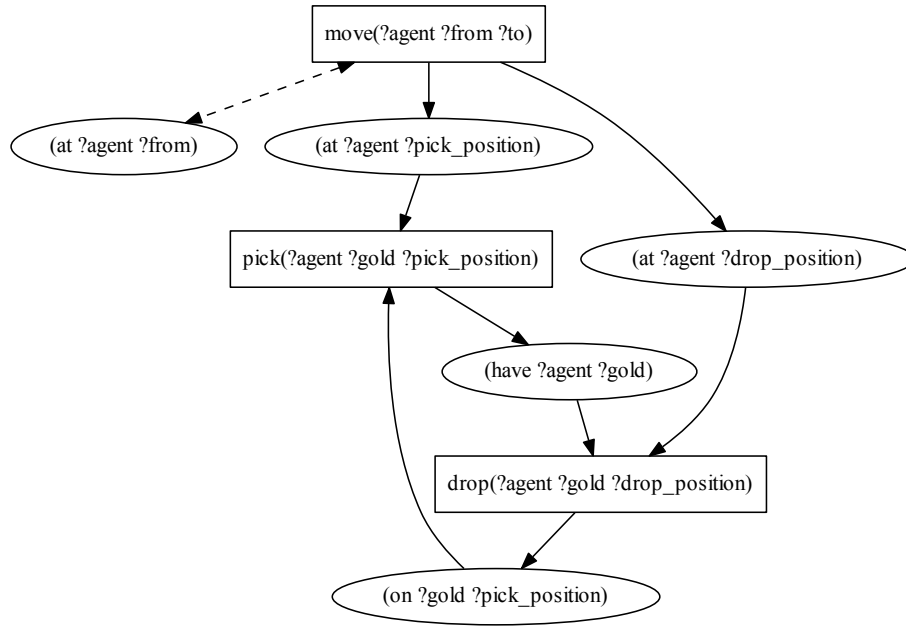 move(?agent ?from ?to)
(at ?agent ?from)
(at ?agent ?pick_position)
pick(?agent ?gold ?pick_position)
(at ?agent ?drop_position)
(have ?agent ?gold)
drop(?agent ?gold ?drop_position)
(on ?gold ?pick_position)